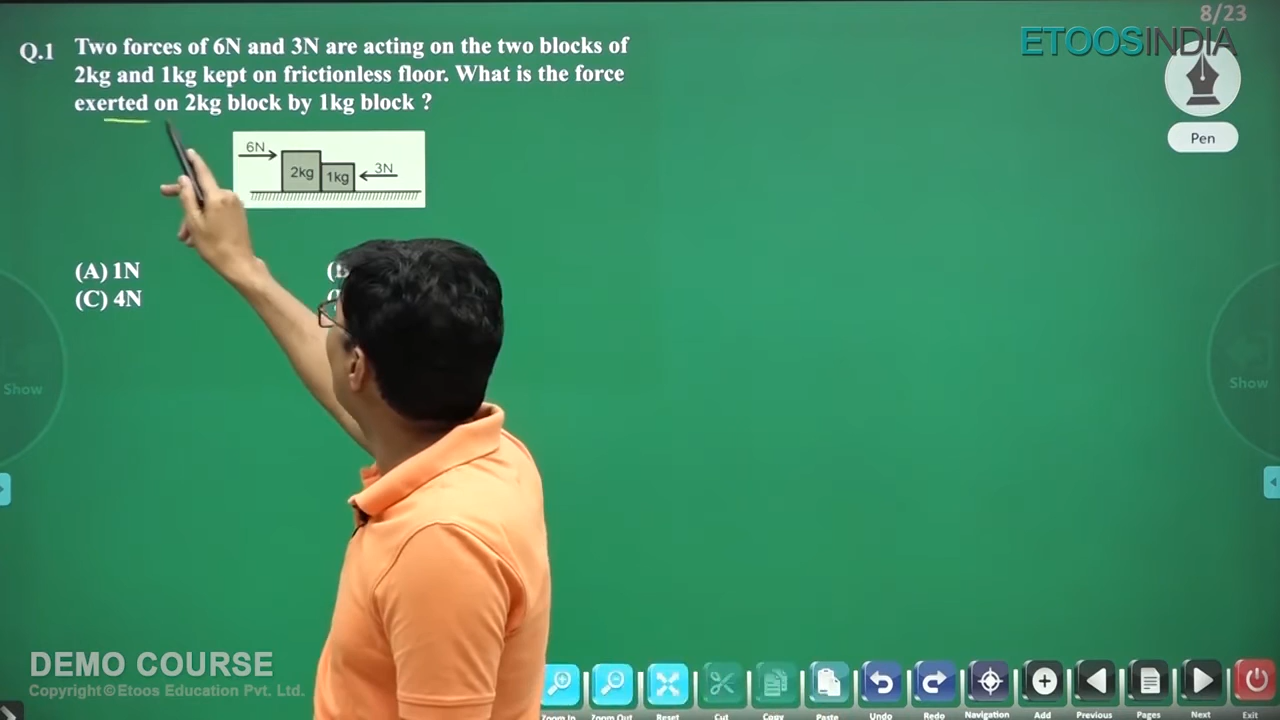 8/23
ETOOSINDIA
Pen
Q.1 Two forces of 6N and 3N are acting on the two blocks of
2kg and 1kg kept on frictionless floor. What is the force
exerted on 2kg block by 1kg block ?
6N
2kg
1kg
3N
(A) 1N
(C) 4N
Show
Show
DEMO COURSE
Copyright © Etoos Education Pvt. Ltd.
Zoom In Zoom Out Reset Cut Copy Paste Undo Redo Navigation Add Previous Pages Next Exit